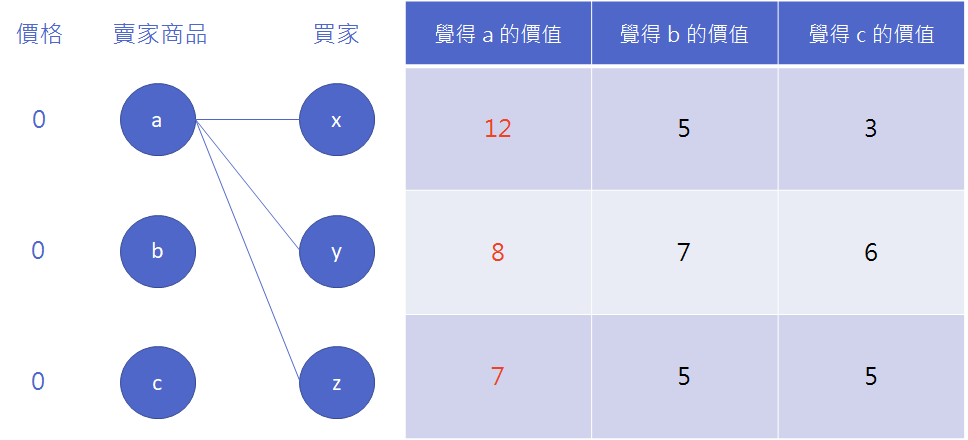 價格 賣家商品 買家 覺得 a 的價值 覺得 b 的價值 覺得 c 的價值
0 a x 12 5 3
0 b y 8 7 6
0 c z 7 5 5